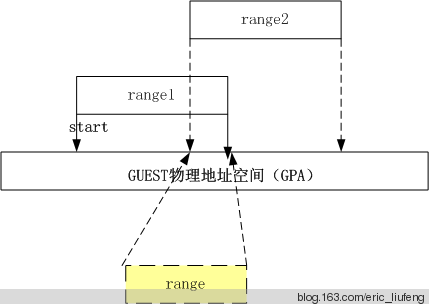 range2
range1
start
GUEST物理地址空间（GPA）
range
blog.163.com/eric_liufeng